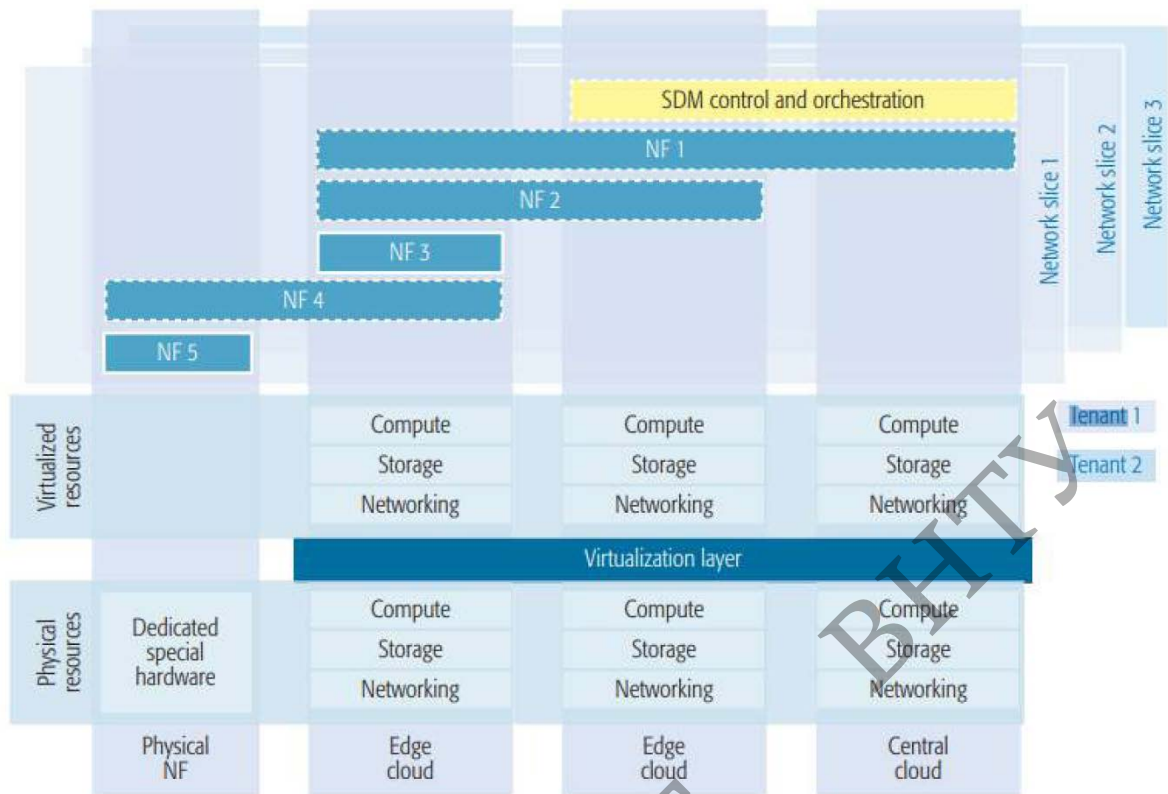 SDM control and orchestration
NF 1
NF 2
NF 3
NF 4
NF 5
Network slice 1
Network slice 2
Network slice 3
Virtualized
resources
Compute
Compute
Compute
Storage
Storage
Storage
Networking
Networking
Networking
Tenant 1
Tenant 2
Virtualization layer
Physical
resources
Dedicated
special
hardware
Compute
Compute
Compute
Storage
Storage
Storage
Networking
Networking
Networking
Physical
NF
Edge
cloud
Edge
cloud
Central
cloud
ВНТУ